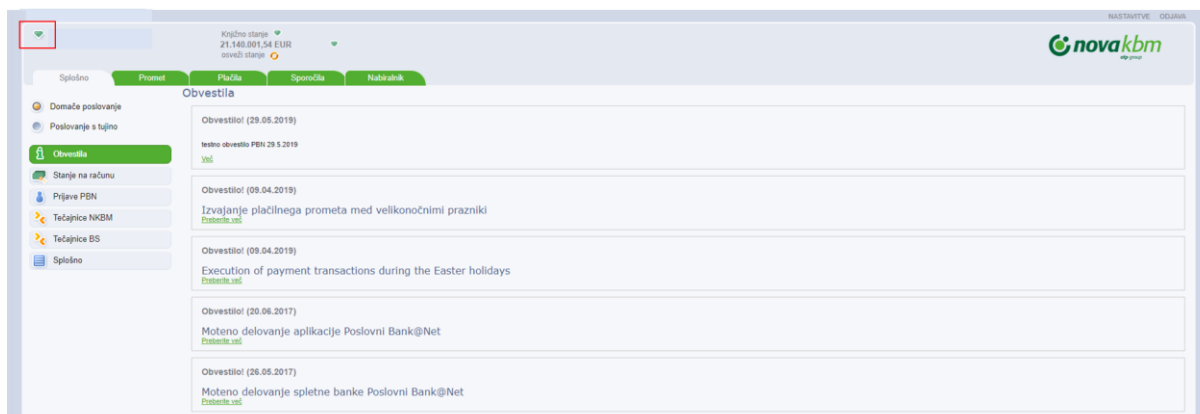 NASTAVITVE ODJAVA
Knjižno stanje
21.140.001,54 EUR
osveži stanje
nova kbm
otp group
Splošno Promet Plačila Sporočila Nabiralnik
Obvestila
Domače poslovanje
Poslovanje s tujino
Obvestila
Stanje na računu
Prijave PBN
Tečajnice NKBM
Tečajnice BS
Splošno
Obvestilo! (29.05.2019)
testno obvestilo PBN 29.5.2019
Več
Obvestilo! (09.04.2019)
Izvajanje plačilnega prometa med velikonočnimi prazniki
Preberite več
Obvestilo! (09.04.2019)
Execution of payment transactions during the Easter holidays
Preberite več
Obvestilo! (20.06.2017)
Moteno delovanje aplikacije Poslovni Bank@Net
Preberite več
Obvestilo! (26.05.2017)
Moteno delovanje spletne banke Poslovni Bank@Net
Preberite več